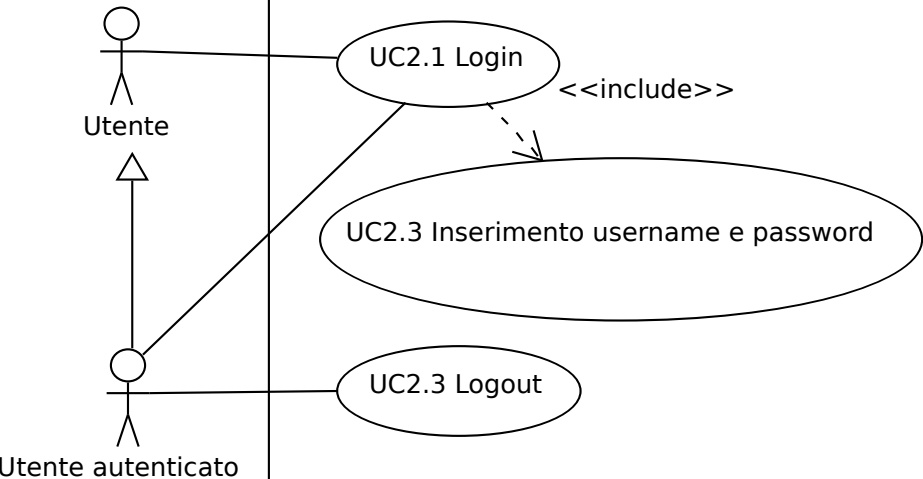 UC2.1 Login
<<include>>
Utente
UC2.3 Inserimento username e password
UC2.3 Logout
Utente autenticato